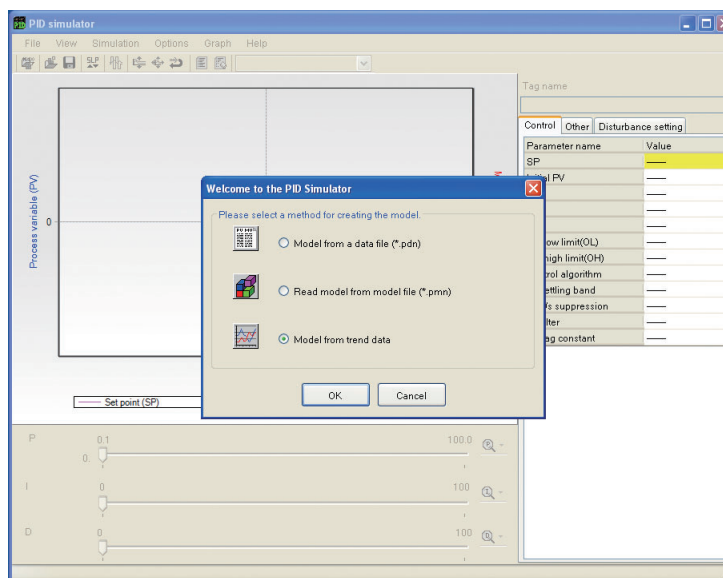 PID simulator
File View Simulation Options Graph Help
Tag name
Control Other Disturbance setting
Parameter name Value
SP
PV
ow limit(OL)
high limit(OH)
rol algorithm
ettling band
suppression
lter
ag constant
Process variable (PV)
0
Set point (SP)
Welcome to the PID Simulator
Please select a method for creating the model.
Model from a data file (*.pdn)
Read model from model file (*.pmn)
Model from trend data
OK Cancel
P 0.1 100.0
0.
I 0 100
D 0 100